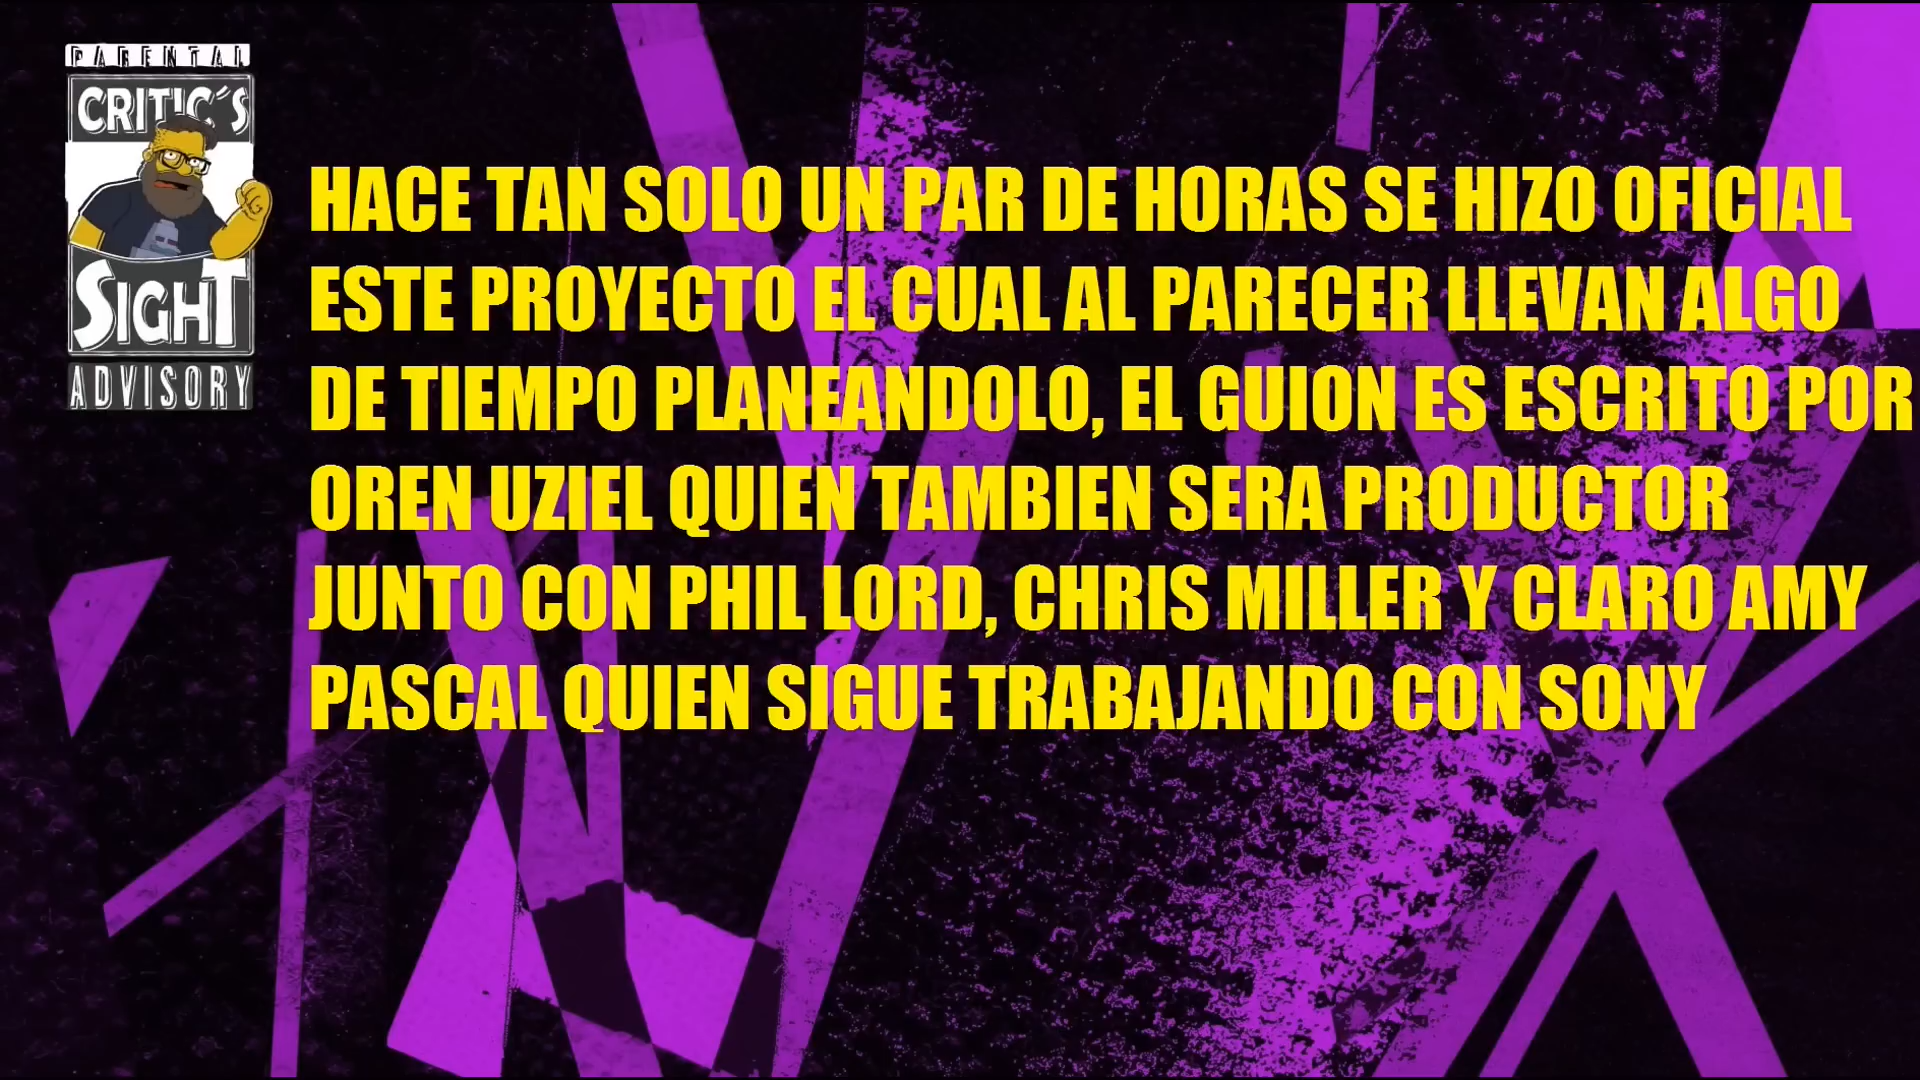 PARENTAL
CRITIC´S
SIGHT
ADVISORY
HACE TAN SOLO UN PAR DE HORAS SE HIZO OFICIAL
ESTE PROYECTO EL CUAL AL PARECER LLEVAN ALGO
DE TIEMPO PLANEANDOLO, EL GUION ES ESCRITO POR
OREN UZIEL QUIEN TAMBIEN SERA PRODUCTOR
JUNTO CON PHIL LORD, CHRIS MILLER Y CLARO AMY
PASCAL QUIEN SIGUE TRABAJANDO CON SONY